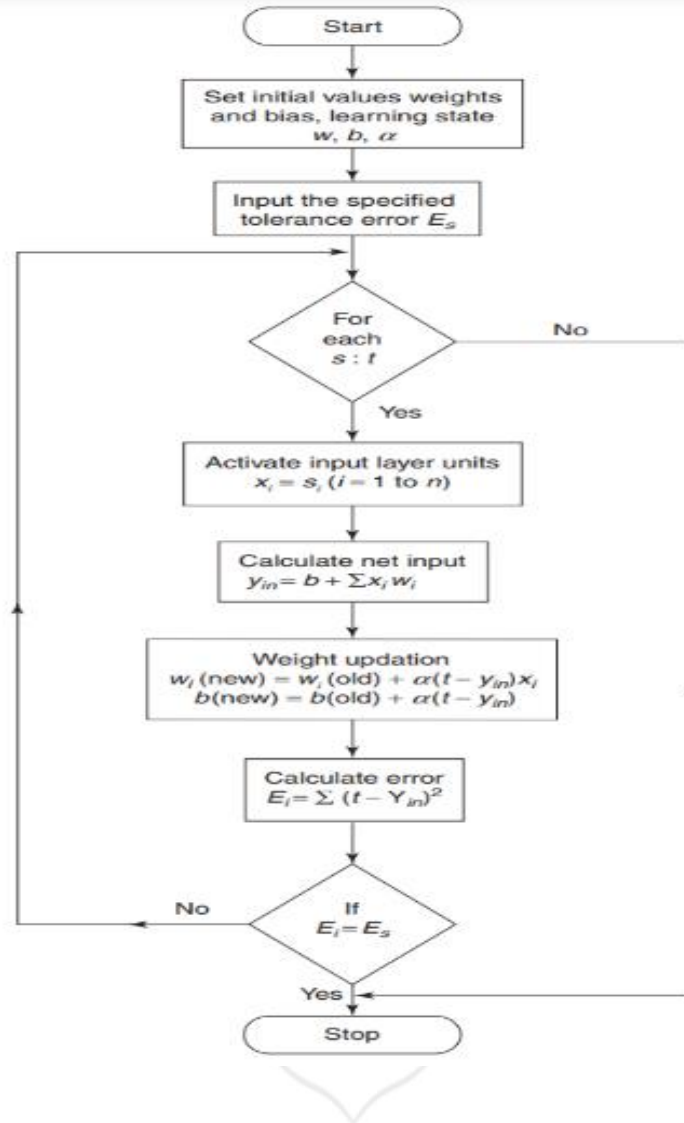 Start
Set initial values weights
and bias, learning state
w, b, α
Input the specified
tolerance error Eₛ
For
each
s : t
No
Yes
Activate input layer units
xᵢ = sᵢ (i – 1 to n)
Calculate net input
yᵢₙ = b + Σxᵢ wᵢ
Weight updation
wᵢ (new) = wᵢ (old) + α(t – yᵢₙ)xᵢ
b(new) = b(old) + α(t – yᵢₙ)
Calculate error
Eᵢ = Σ (t – Yᵢₙ)²
If
Eᵢ = Eₛ
No
Yes
Stop